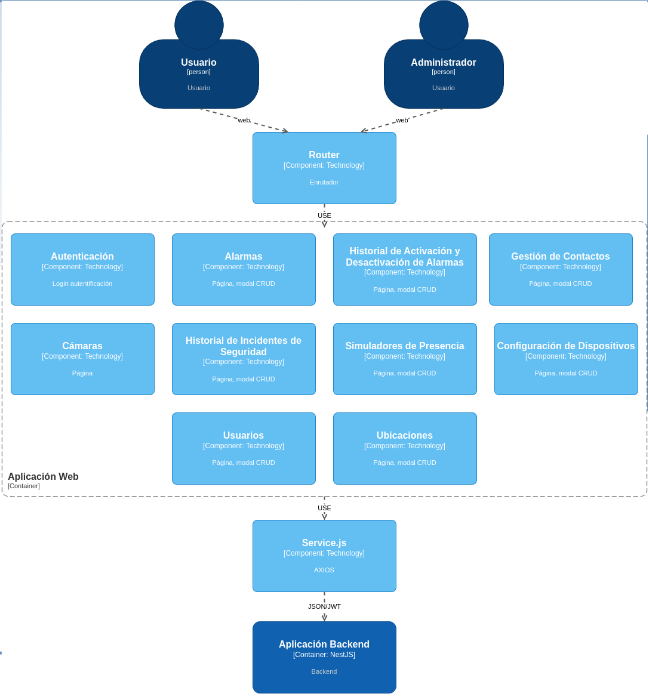 Usuario
[person]
Usuario
Administrador
[person]
Usuario
web
web
Router
[Component: Technology]
Enrutador
USE
Autenticación
[Component: Technology]
Login autentificación
Alarmas
[Component: Technology]
Página, modal CRUD
Historial de Activación y
Desactivación de Alarmas
[Component: Technology]
Página, modal CRUD
Gestión de Contactos
[Component: Technology]
Página, modal CRUD
Cámaras
[Component: Technology]
Página
Historial de Incidentes de
Seguridad
[Component: Technology]
Página, modal CRUD
Simuladores de Presencia
[Component: Technology]
Página, modal CRUD
Configuración de Dispositivos
[Component: Technology]
Página, modal CRUD
Usuarios
[Component: Technology]
Página, modal CRUD
Ubicaciones
[Component: Technology]
Página, modal CRUD
Aplicación Web
[Container]
USE
Service.js
[Component: Technology]
AXIOS
JSON/JWT
Aplicación Backend
[Container: NestJS]
Backend